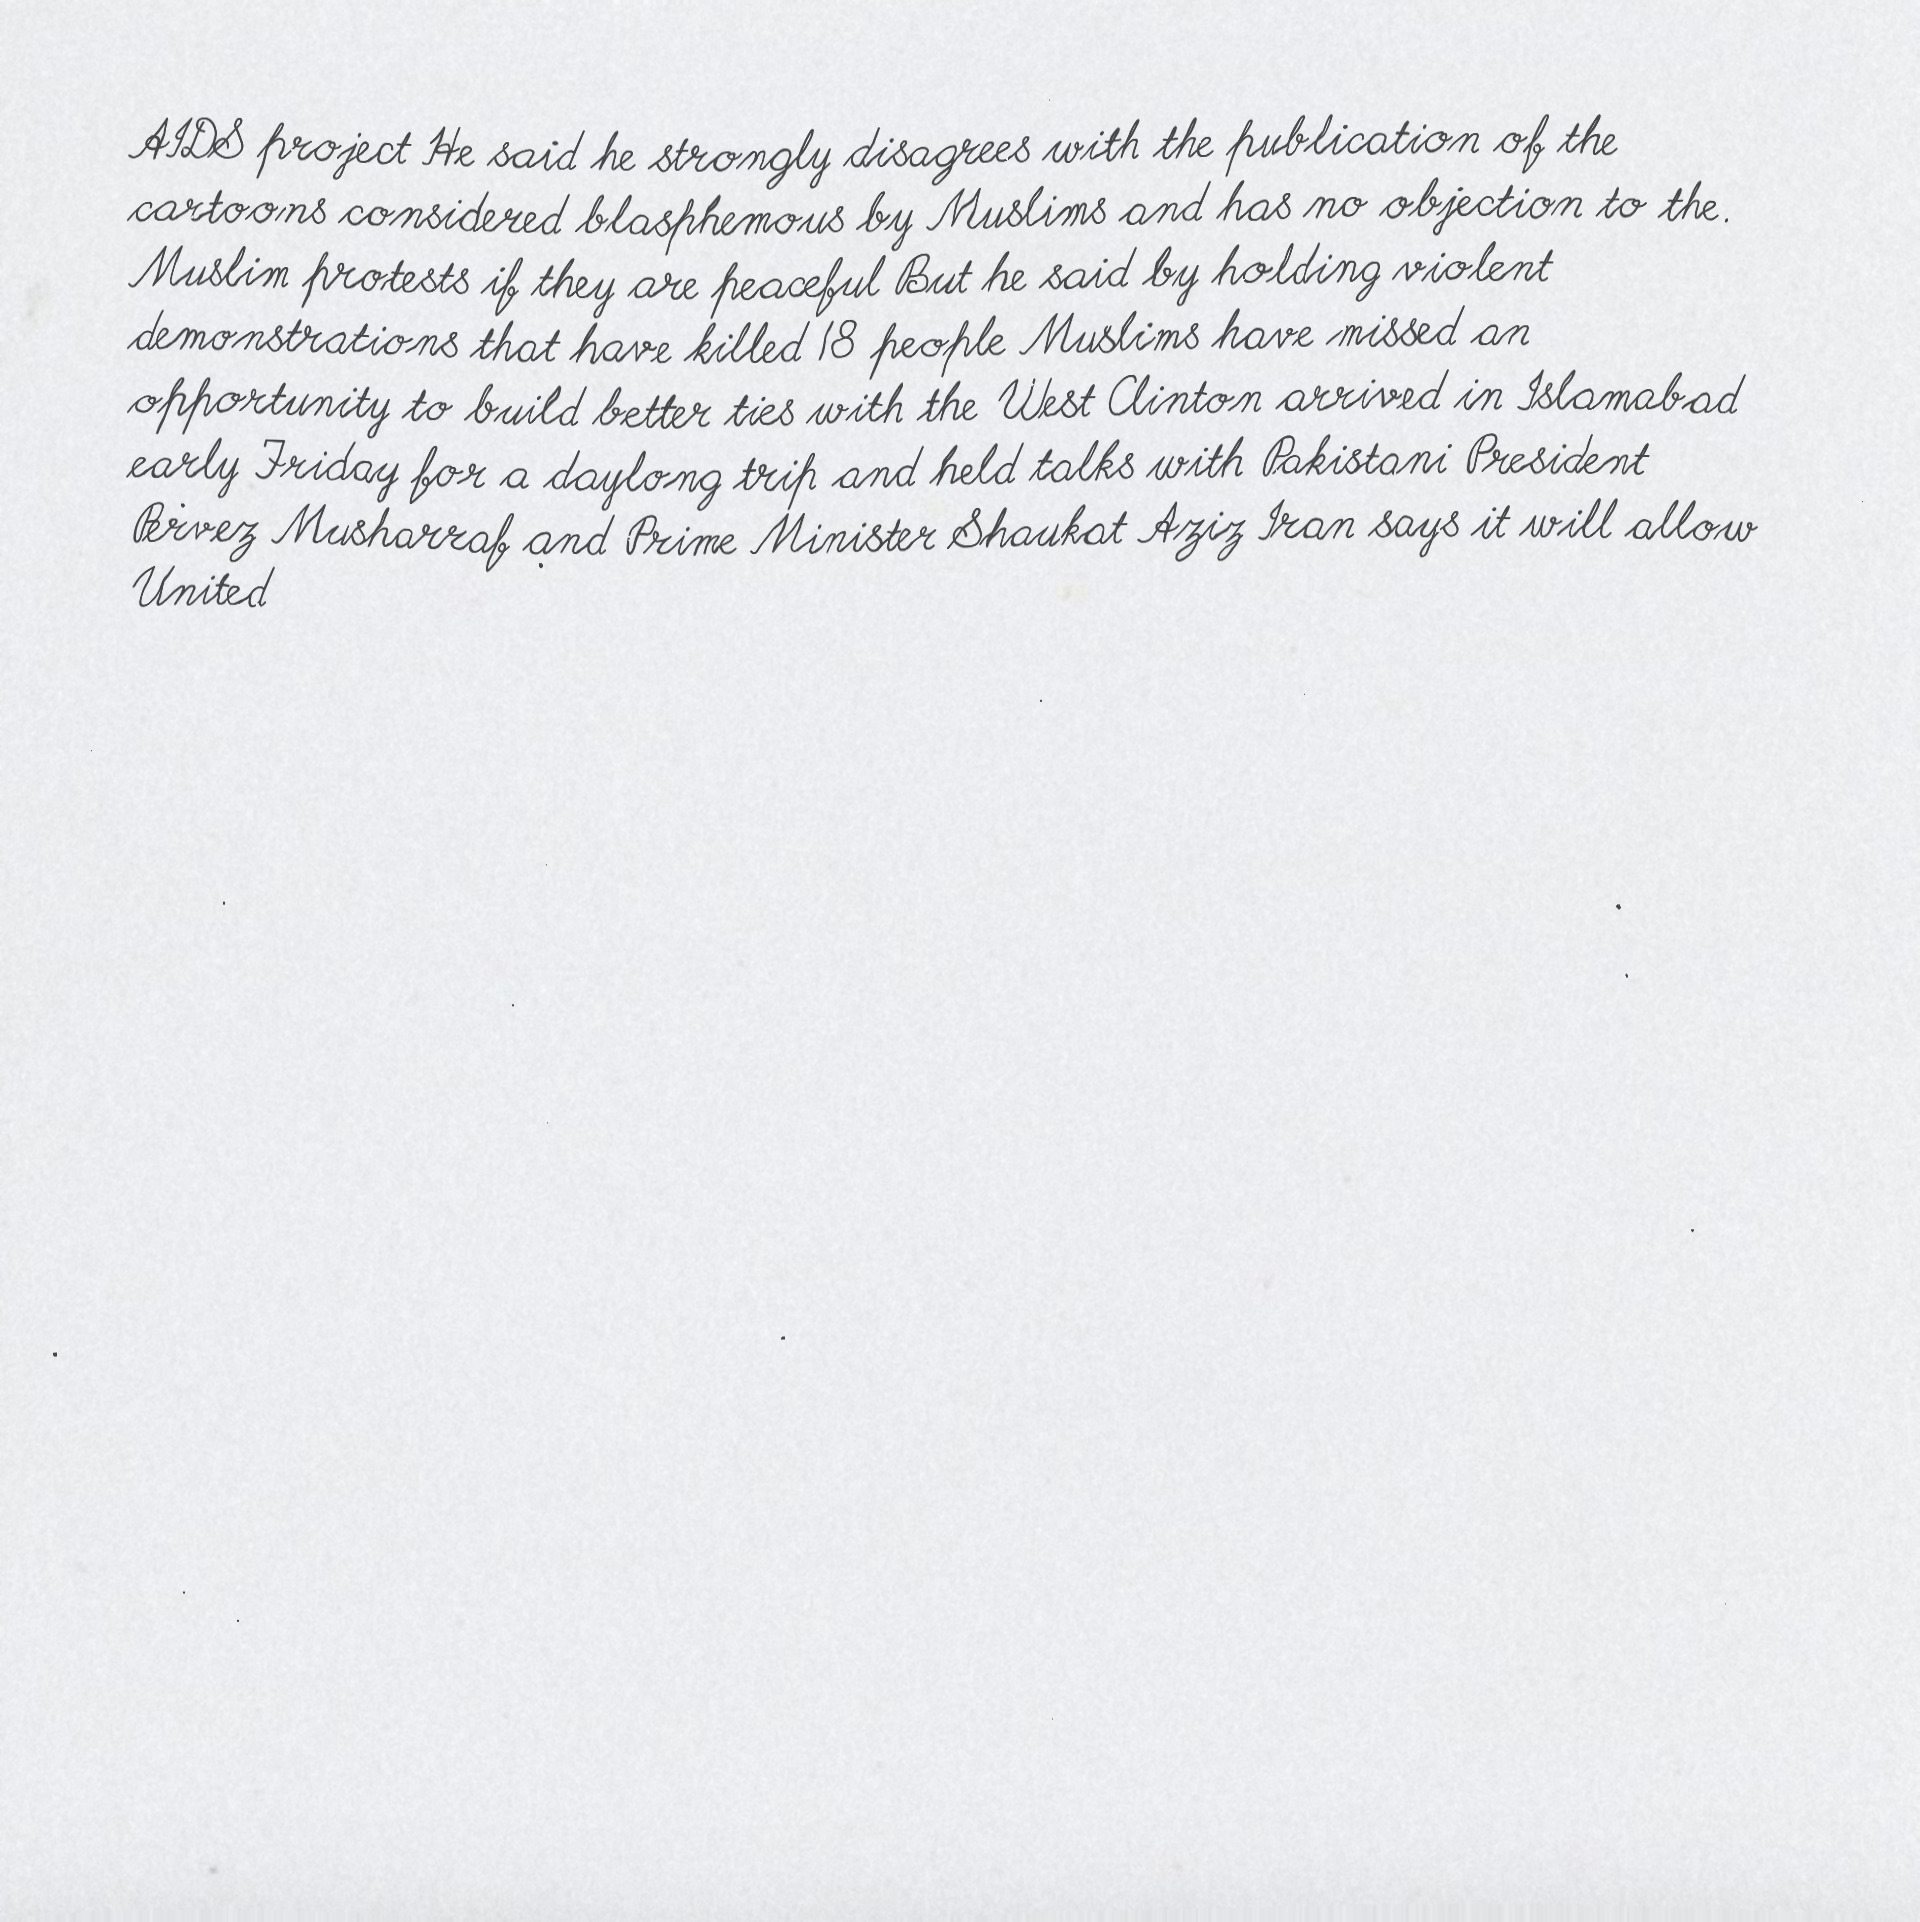 AIDS project He said he strongly disagrees with the publication of the
cartoons considered blasphemous by Muslims and has no objection to the.
Muslim protests if they are peaceful But he said by holding violent
demonstrations that have killed 18 people Muslims have missed an
opportunity to build better ties with the West Clinton arrived in Islamabad
early Friday for a daylong trip and held talks with Pakistani President
Pervez Musharraf and Prime Minister Shaukat Aziz Iran says it will allow
United